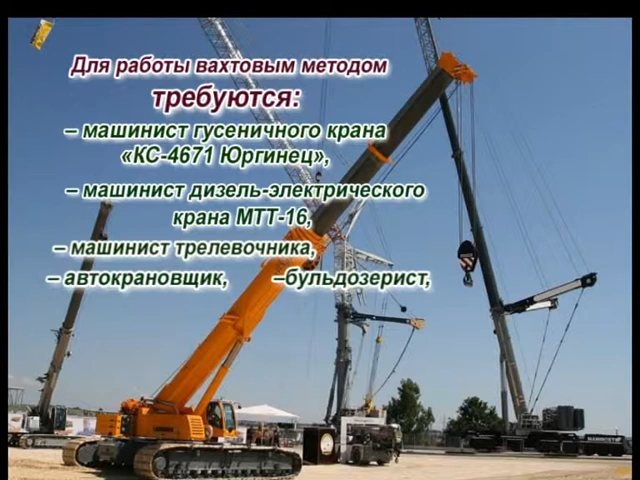 Для работы вахтовым методом
требуются:
– машинист гусеничного крана
«КС-4671 Юргинец»,
– машинист дизель-электрического
крана МТТ-16,
– машинист трелевочника,
– автокрановщик, –бульдозерист,